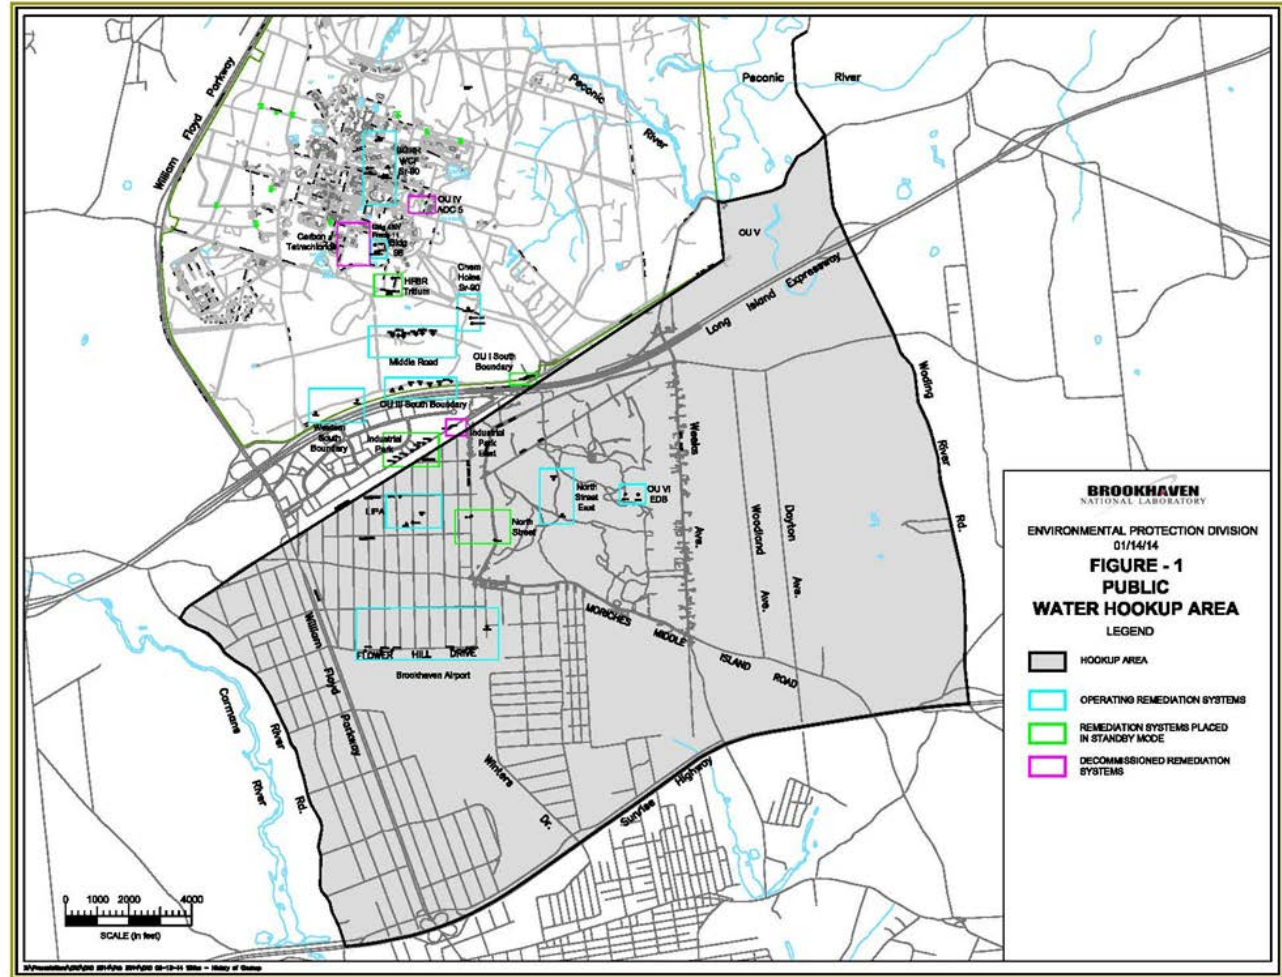 William Floyd Parkway
Peconic River
Peconic River
BGRR
WCF
Sr-90
OU IV
AOC 5
Carbon
Tetrachloride
Bldg
96
HFBR
Tritium
Chem
Holes
Sr-90
OU V
Long Island Expressway
Middle Road
OU I South
Boundary
OU III South Boundary
Western
South
Boundary
Industrial
Park
Industrial
Park
East
Wading River Rd.
Weeks Ave.
LIPA
North
Street
North
Street
East
OU VI
EDB
Woodland Ave.
Dayton Ave.
MORICHES MIDDLE ISLAND ROAD
William Floyd Parkway
FLOWER HILL DRIVE
Brookhaven Airport
Carmans River
River Rd.
Winters Dr.
Sunrise Highway
0 1000 2000 3000 4000
SCALE (in feet)
BROOKHAVEN
NATIONAL LABORATORY
ENVIRONMENTAL PROTECTION DIVISION
01/14/14
FIGURE - 1
PUBLIC
WATER HOOKUP AREA
LEGEND
HOOKUP AREA
OPERATING REMEDIATION SYSTEMS
REMEDIATION SYSTEMS PLACED
IN STANDBY MODE
DECOMMISSIONED REMEDIATION
SYSTEMS